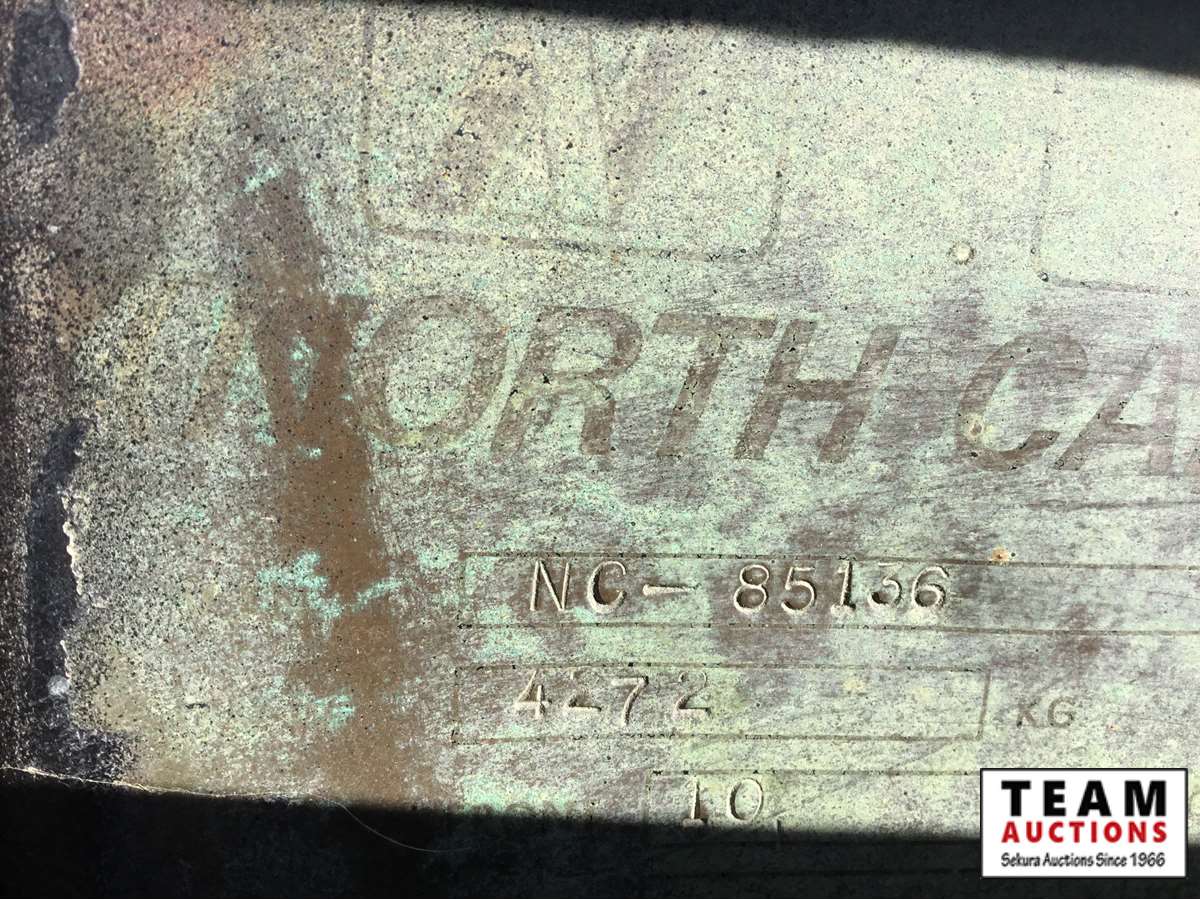 NORTH CA
NC-85136
4272 KG
10
TEAM
AUCTIONS
Sekura Auctions Since 1966